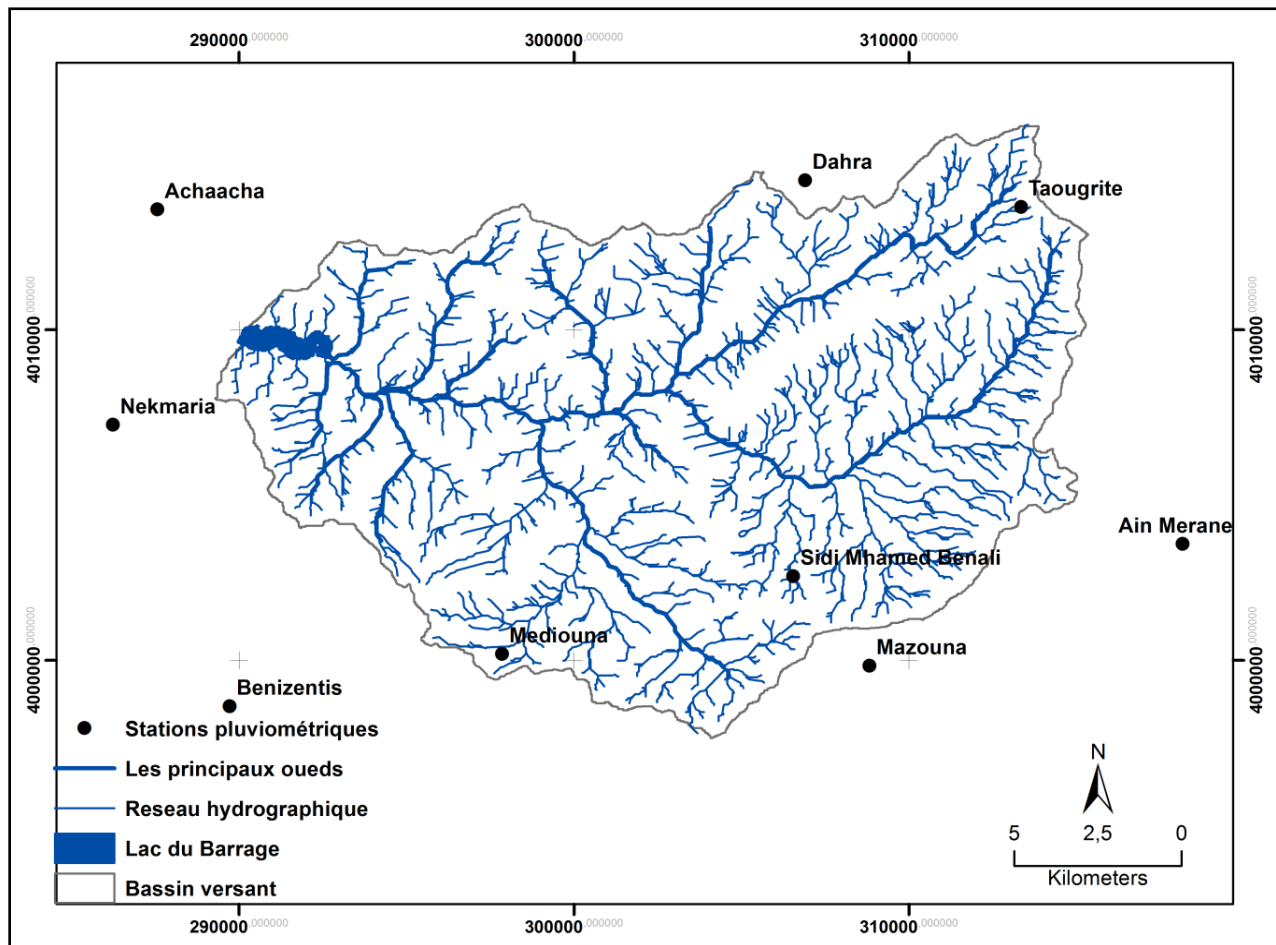 290000,000000 300000,000000 310000,000000
Dahra
Achaacha
Taougrite
4010000,000000 4010000,000000
Nekmaria
Ain Merane
Sidi Mhamed Benali
Mediouna
Mazouna
4000000,000000 4000000,000000
Benizentis
Stations pluviométriques
Les principaux oueds
N
Reseau hydrographique
5 2,5 0
Lac du Barrage
Kilometers
Bassin versant
290000,000000 300000,000000 310000,000000